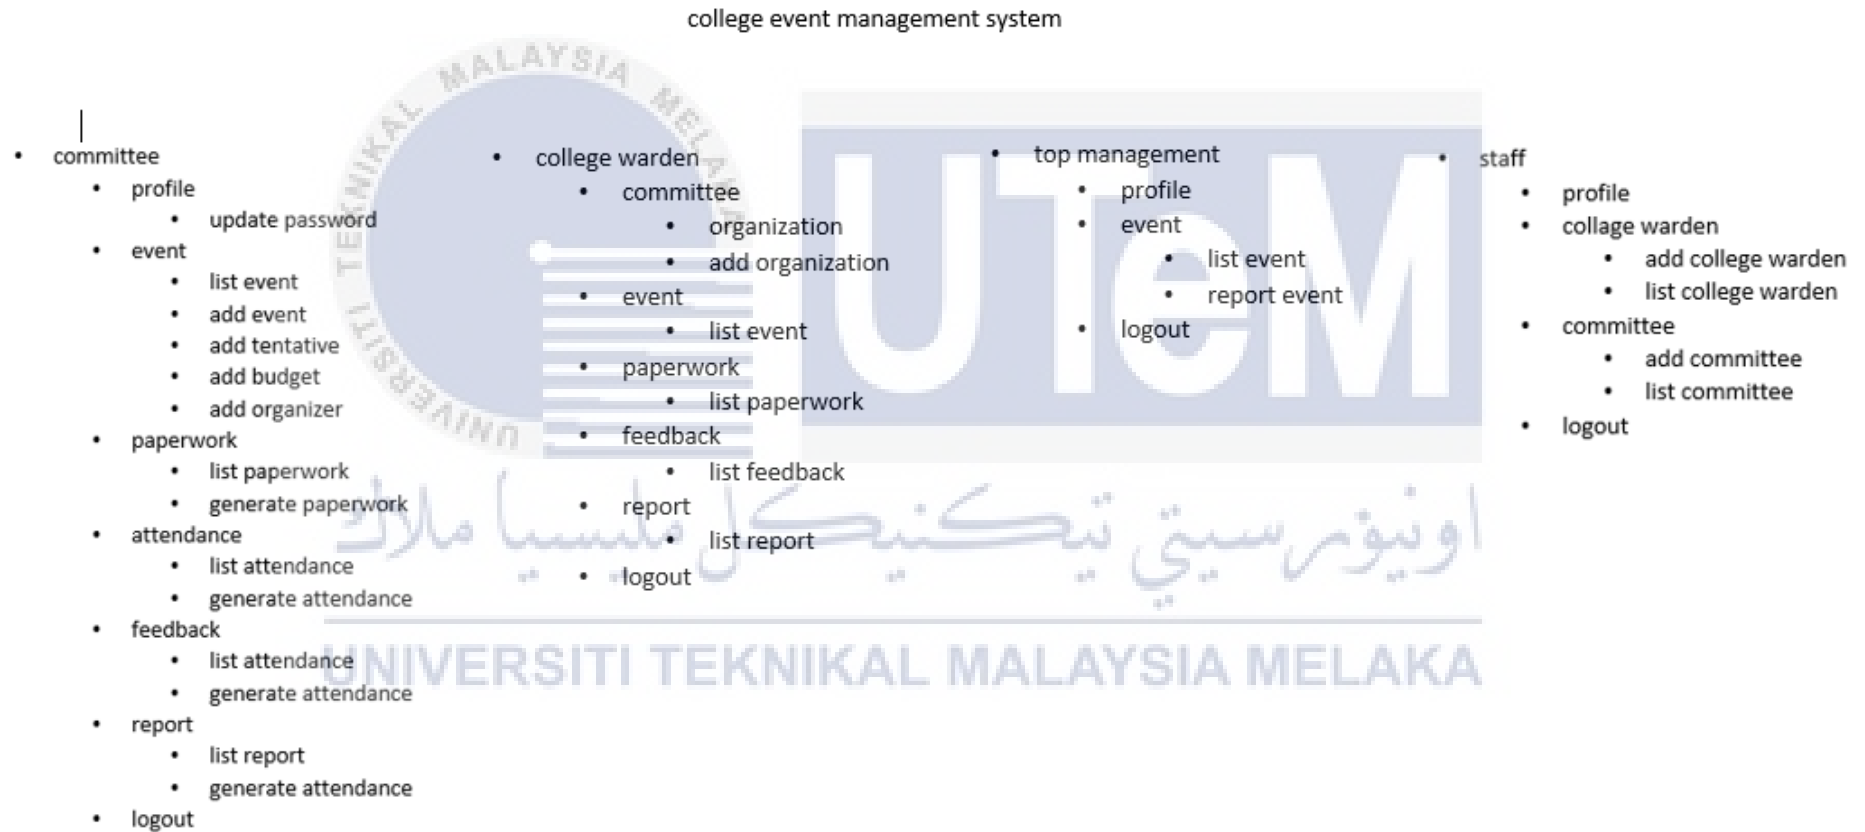 college event management system
committee
profile
update password
event
list event
add event
add tentative
add budget
add organizer
paperwork
list paperwork
generate paperwork
attendance
list attendance
generate attendance
feedback
list attendance
generate attendance
report
list report
generate attendance
logout
college warden
committee
organization
add organization
event
list event
paperwork
list paperwork
feedback
list feedback
report
list report
logout
top management
profile
event
list event
report event
logout
staff
profile
collage warden
add college warden
list college warden
committee
add committee
list committee
logout
UNIVERSITI TEKNIKAL MALAYSIA MELAKA
UTeM
اونيۏرسيتي تيكنيكل مليسيا ملاك
UNIVERSITI TEKNIKAL MALAYSIA MELAKA